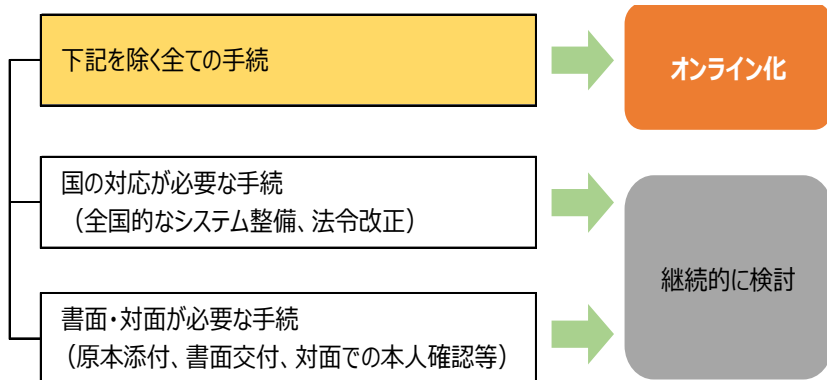 下記を除く全ての手続
オンライン化
国の対応が必要な手続
（全国的なシステム整備、法令改正）
継続的に検討
書面・対面が必要な手続
（原本添付、書面交付、対面での本人確認等）